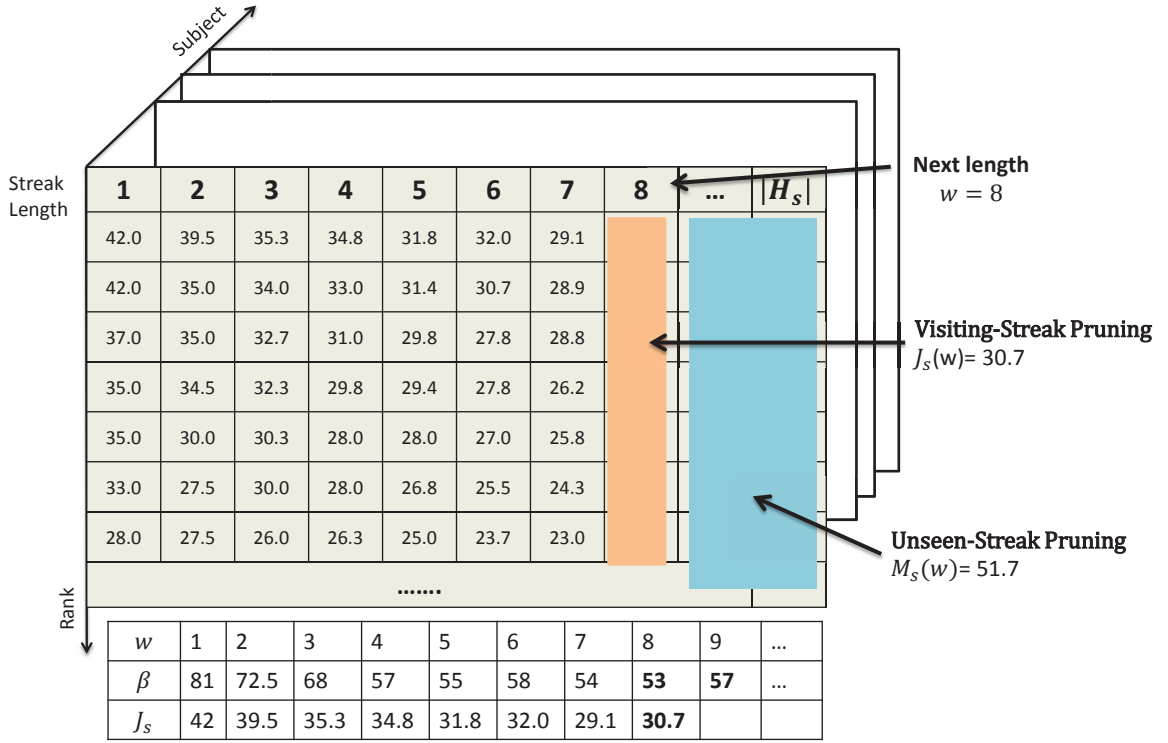 Subject
Streak
Length
1 2 3 4 5 6 7 8 ... |H_s|
Next length
w = 8
42.0 39.5 35.3 34.8 31.8 32.0 29.1
42.0 35.0 34.0 33.0 31.4 30.7 28.9
37.0 35.0 32.7 31.0 29.8 27.8 28.8
Visiting-Streak Pruning
J_s(w)= 30.7
35.0 34.5 32.3 29.8 29.4 27.8 26.2
35.0 30.0 30.3 28.0 28.0 27.0 25.8
33.0 27.5 30.0 28.0 26.8 25.5 24.3
28.0 27.5 26.0 26.3 25.0 23.7 23.0
Unseen-Streak Pruning
M_s(w)= 51.7
.......
Rank
w 1 2 3 4 5 6 7 8 9 ...
β 81 72.5 68 57 55 58 54 53 57 ...
J_s 42 39.5 35.3 34.8 31.8 32.0 29.1 30.7